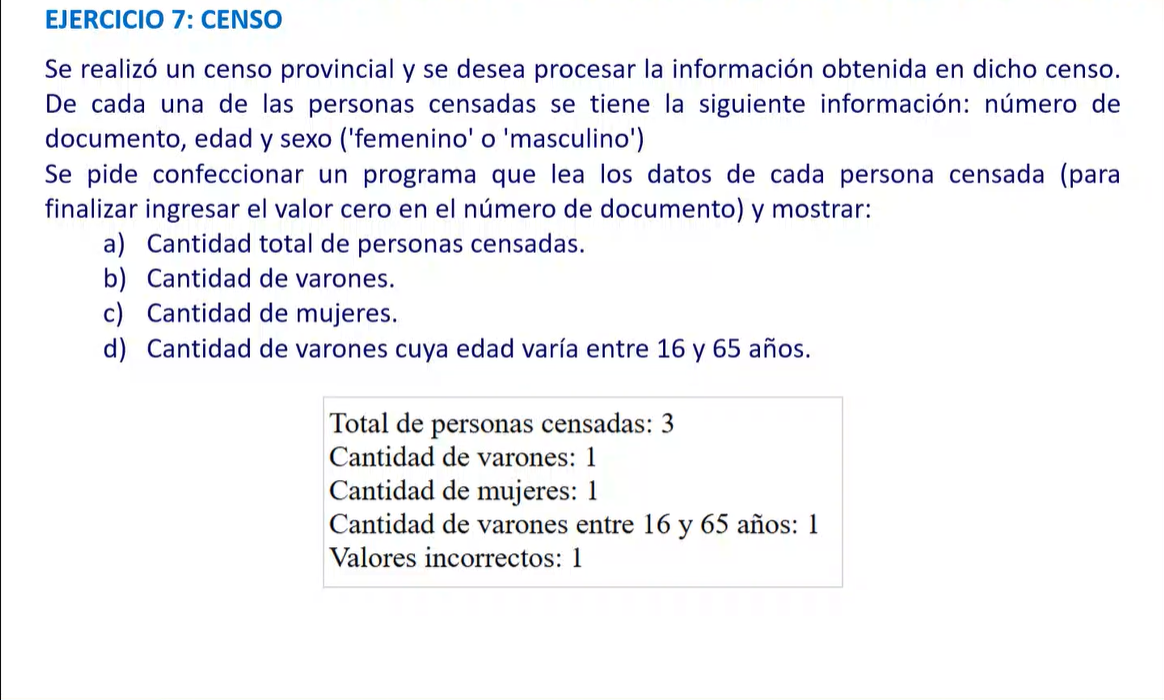 EJERCICIO 7: CENSO
Se realizó un censo provincial y se desea procesar la información obtenida en dicho censo.
De cada una de las personas censadas se tiene la siguiente información: número de
documento, edad y sexo ('femenino' o 'masculino')
Se pide confeccionar un programa que lea los datos de cada persona censada (para
finalizar ingresar el valor cero en el número de documento) y mostrar:
a) Cantidad total de personas censadas.
b) Cantidad de varones.
c) Cantidad de mujeres.
d) Cantidad de varones cuya edad varía entre 16 y 65 años.
Total de personas censadas: 3
Cantidad de varones: 1
Cantidad de mujeres: 1
Cantidad de varones entre 16 y 65 años: 1
Valores incorrectos: 1